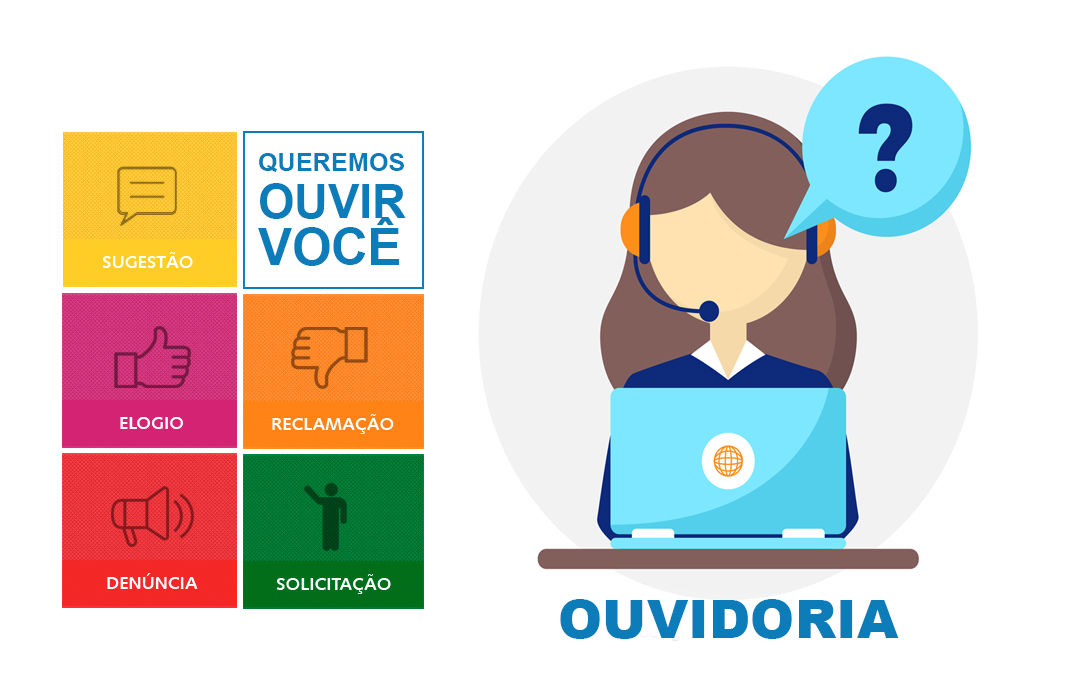 SUGESTÃO
QUEREMOS
OUVIR
VOCÊ
ELOGIO
RECLAMAÇÃO
DENÚNCIA
SOLICITAÇÃO
?
OUVIDORIA